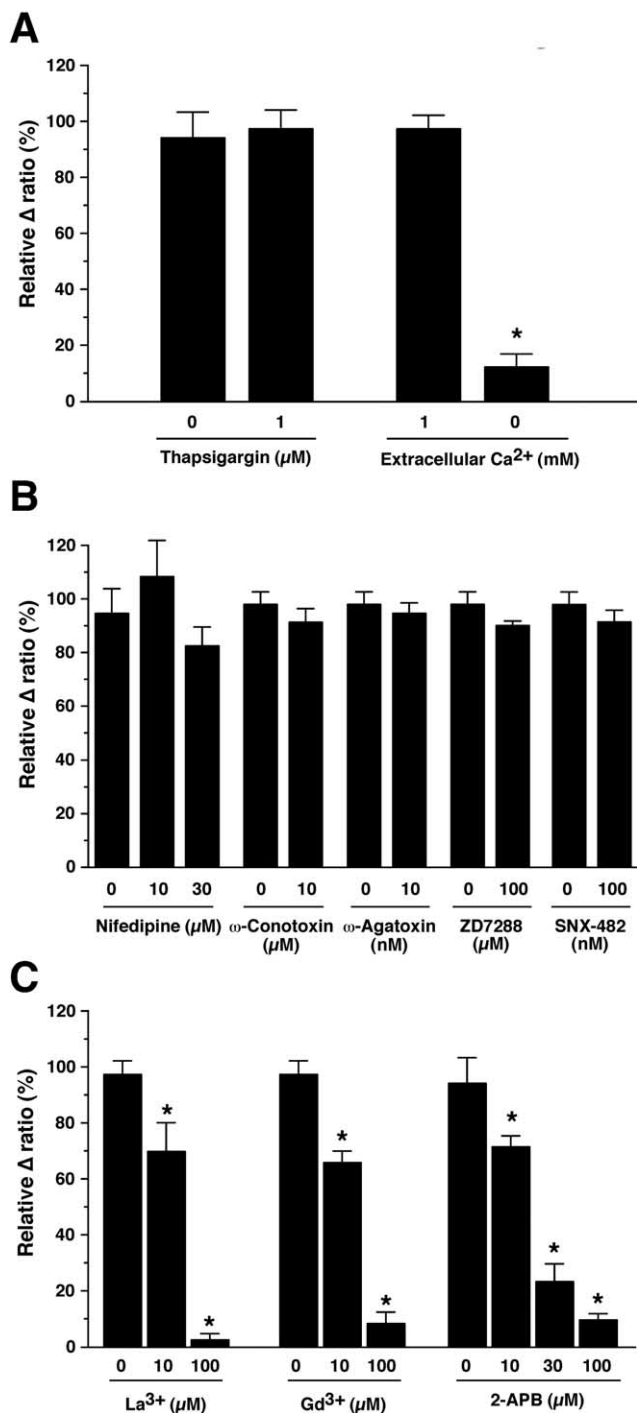 A
Relative Δ ratio (%)
120
100
80
60
40
20
0
*
0 1 1 0
Thapsigargin (µM) Extracellular Ca²⁺ (mM)
B
Relative Δ ratio (%)
120
100
80
60
40
20
0
0 10 30 0 10 0 10 0 100 0 100
Nifedipine (µM) ω-Conotoxin ω-Agatoxin ZD7288 SNX-482
(µM) (nM) (µM) (nM)
C
Relative Δ ratio (%)
120
100
80
60
40
20
0
* * * * * * *
0 10 100 0 10 100 0 10 30 100
La³⁺ (µM) Gd³⁺ (µM) 2-APB (µM)